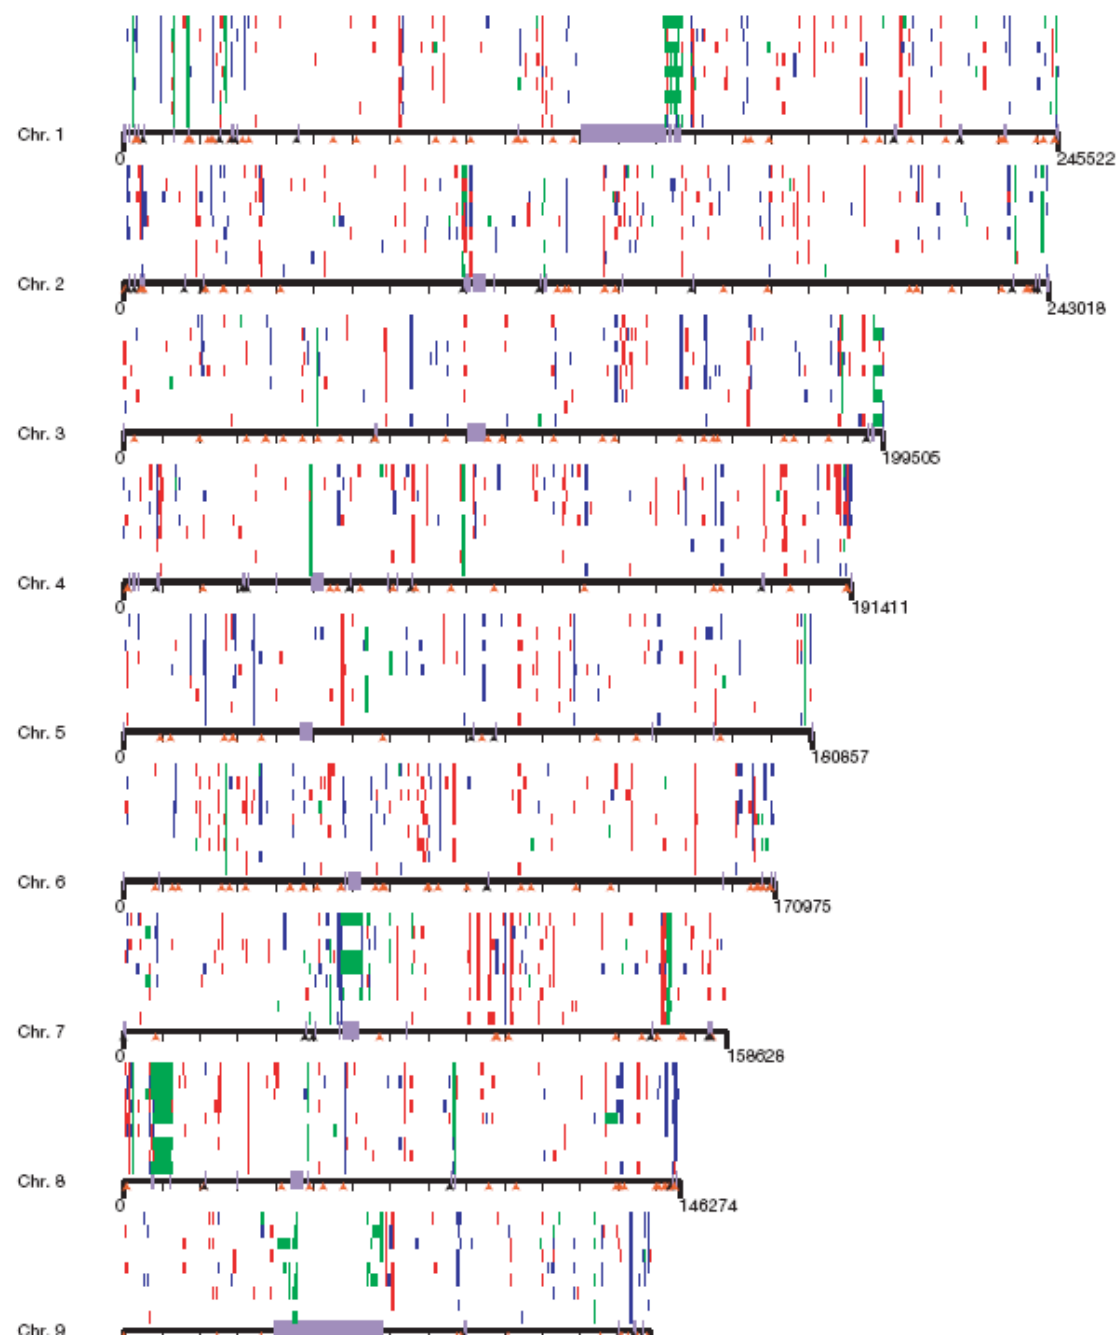 Chr. 1
0 245522
Chr. 2
0 243018
Chr. 3
0 199505
Chr. 4
0 191411
Chr. 5
0 180857
Chr. 6
0 170975
Chr. 7
0 158628
Chr. 8
0 146274
Chr. 9